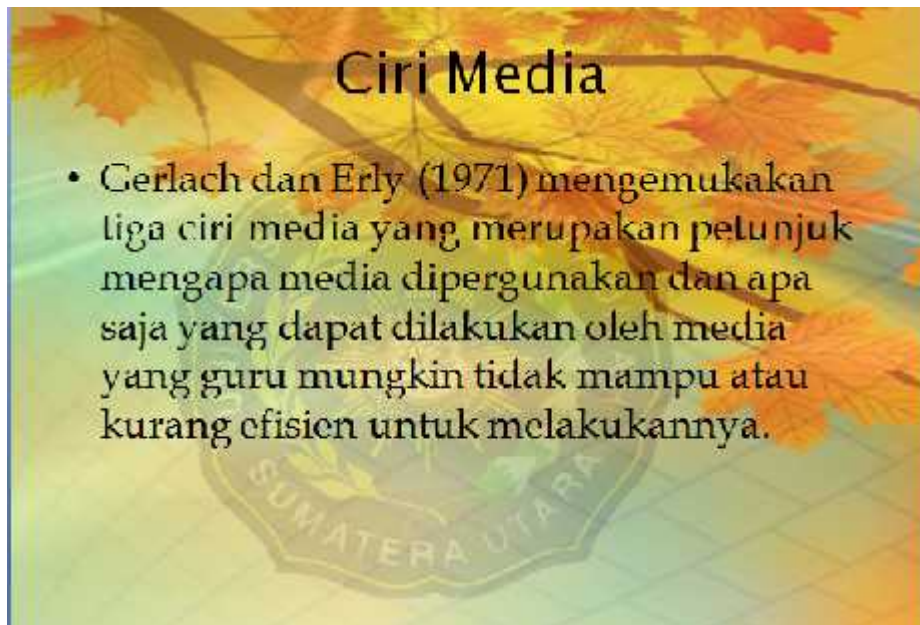 Ciri Media
• Gerlach dan Erly (1971) mengemukakan
tiga ciri media yang merupakan petunjuk
mengapa media dipergunakan dan apa
saja yang dapat dilakukan oleh media
yang guru mungkin tidak mampu atau
kurang efisien untuk melakukannya.
SUMATERA UTARA